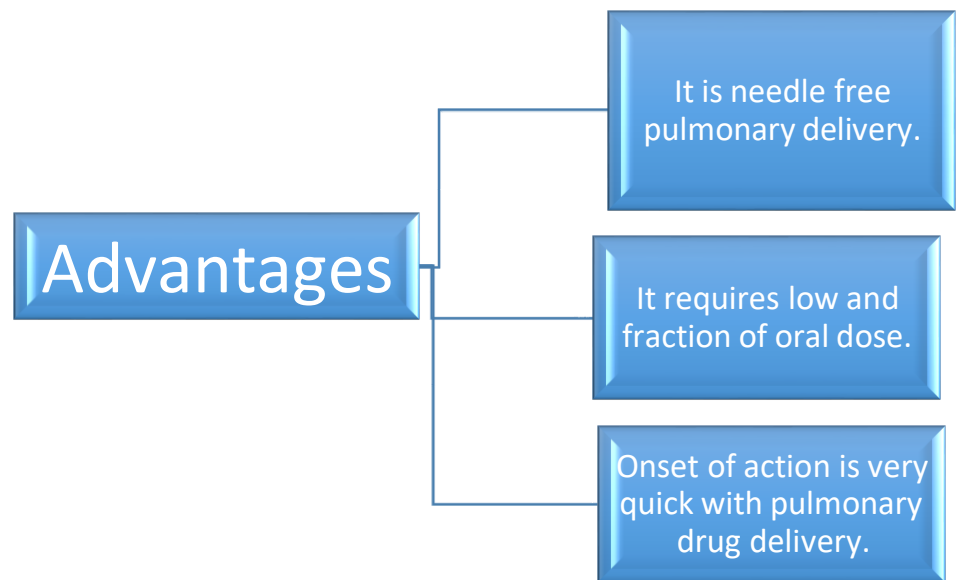 Advantages
It is needle free
pulmonary delivery.
It requires low and
fraction of oral dose.
Onset of action is very
quick with pulmonary
drug delivery.